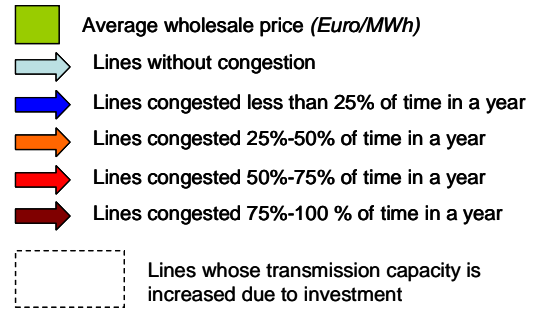 Average wholesale price (Euro/MWh)
Lines without congestion
Lines congested less than 25% of time in a year
Lines congested 25%-50% of time in a year
Lines congested 50%-75% of time in a year
Lines congested 75%-100 % of time in a year
Lines whose transmission capacity is
increased due to investment